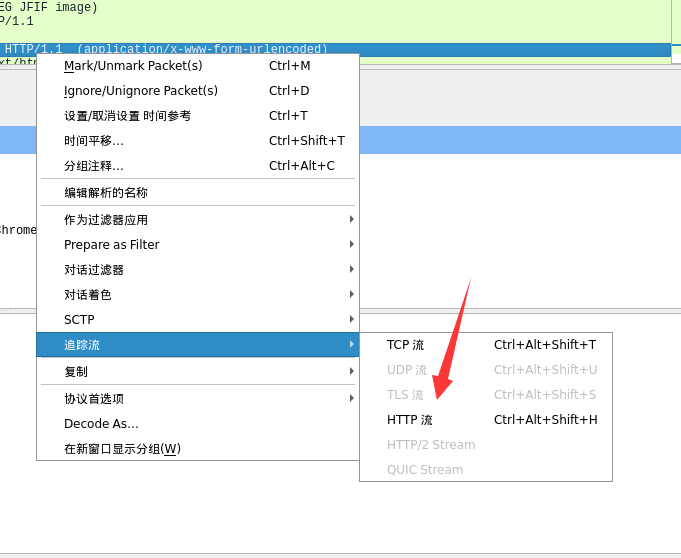 EG JFIF image)
P/1.1
HTTP/1.1 (application/x-www-form-urlencoded)
Mark/Unmark Packet(s) Ctrl+M
Ignore/Unignore Packet(s) Ctrl+D
设置/取消设置 时间参考 Ctrl+T
时间平移… Ctrl+Shift+T
分组注释… Ctrl+Alt+C
编辑解析的名称
作为过滤器应用
Chrome
Prepare as Filter
对话过滤器
对话着色
SCTP
追踪流
TCP 流 Ctrl+Alt+Shift+T
UDP 流 Ctrl+Alt+Shift+U
复制
TLS 流 Ctrl+Alt+Shift+S
协议首选项
HTTP 流 Ctrl+Alt+Shift+H
Decode As…
HTTP/2 Stream
在新窗口显示分组(W)
QUIC Stream